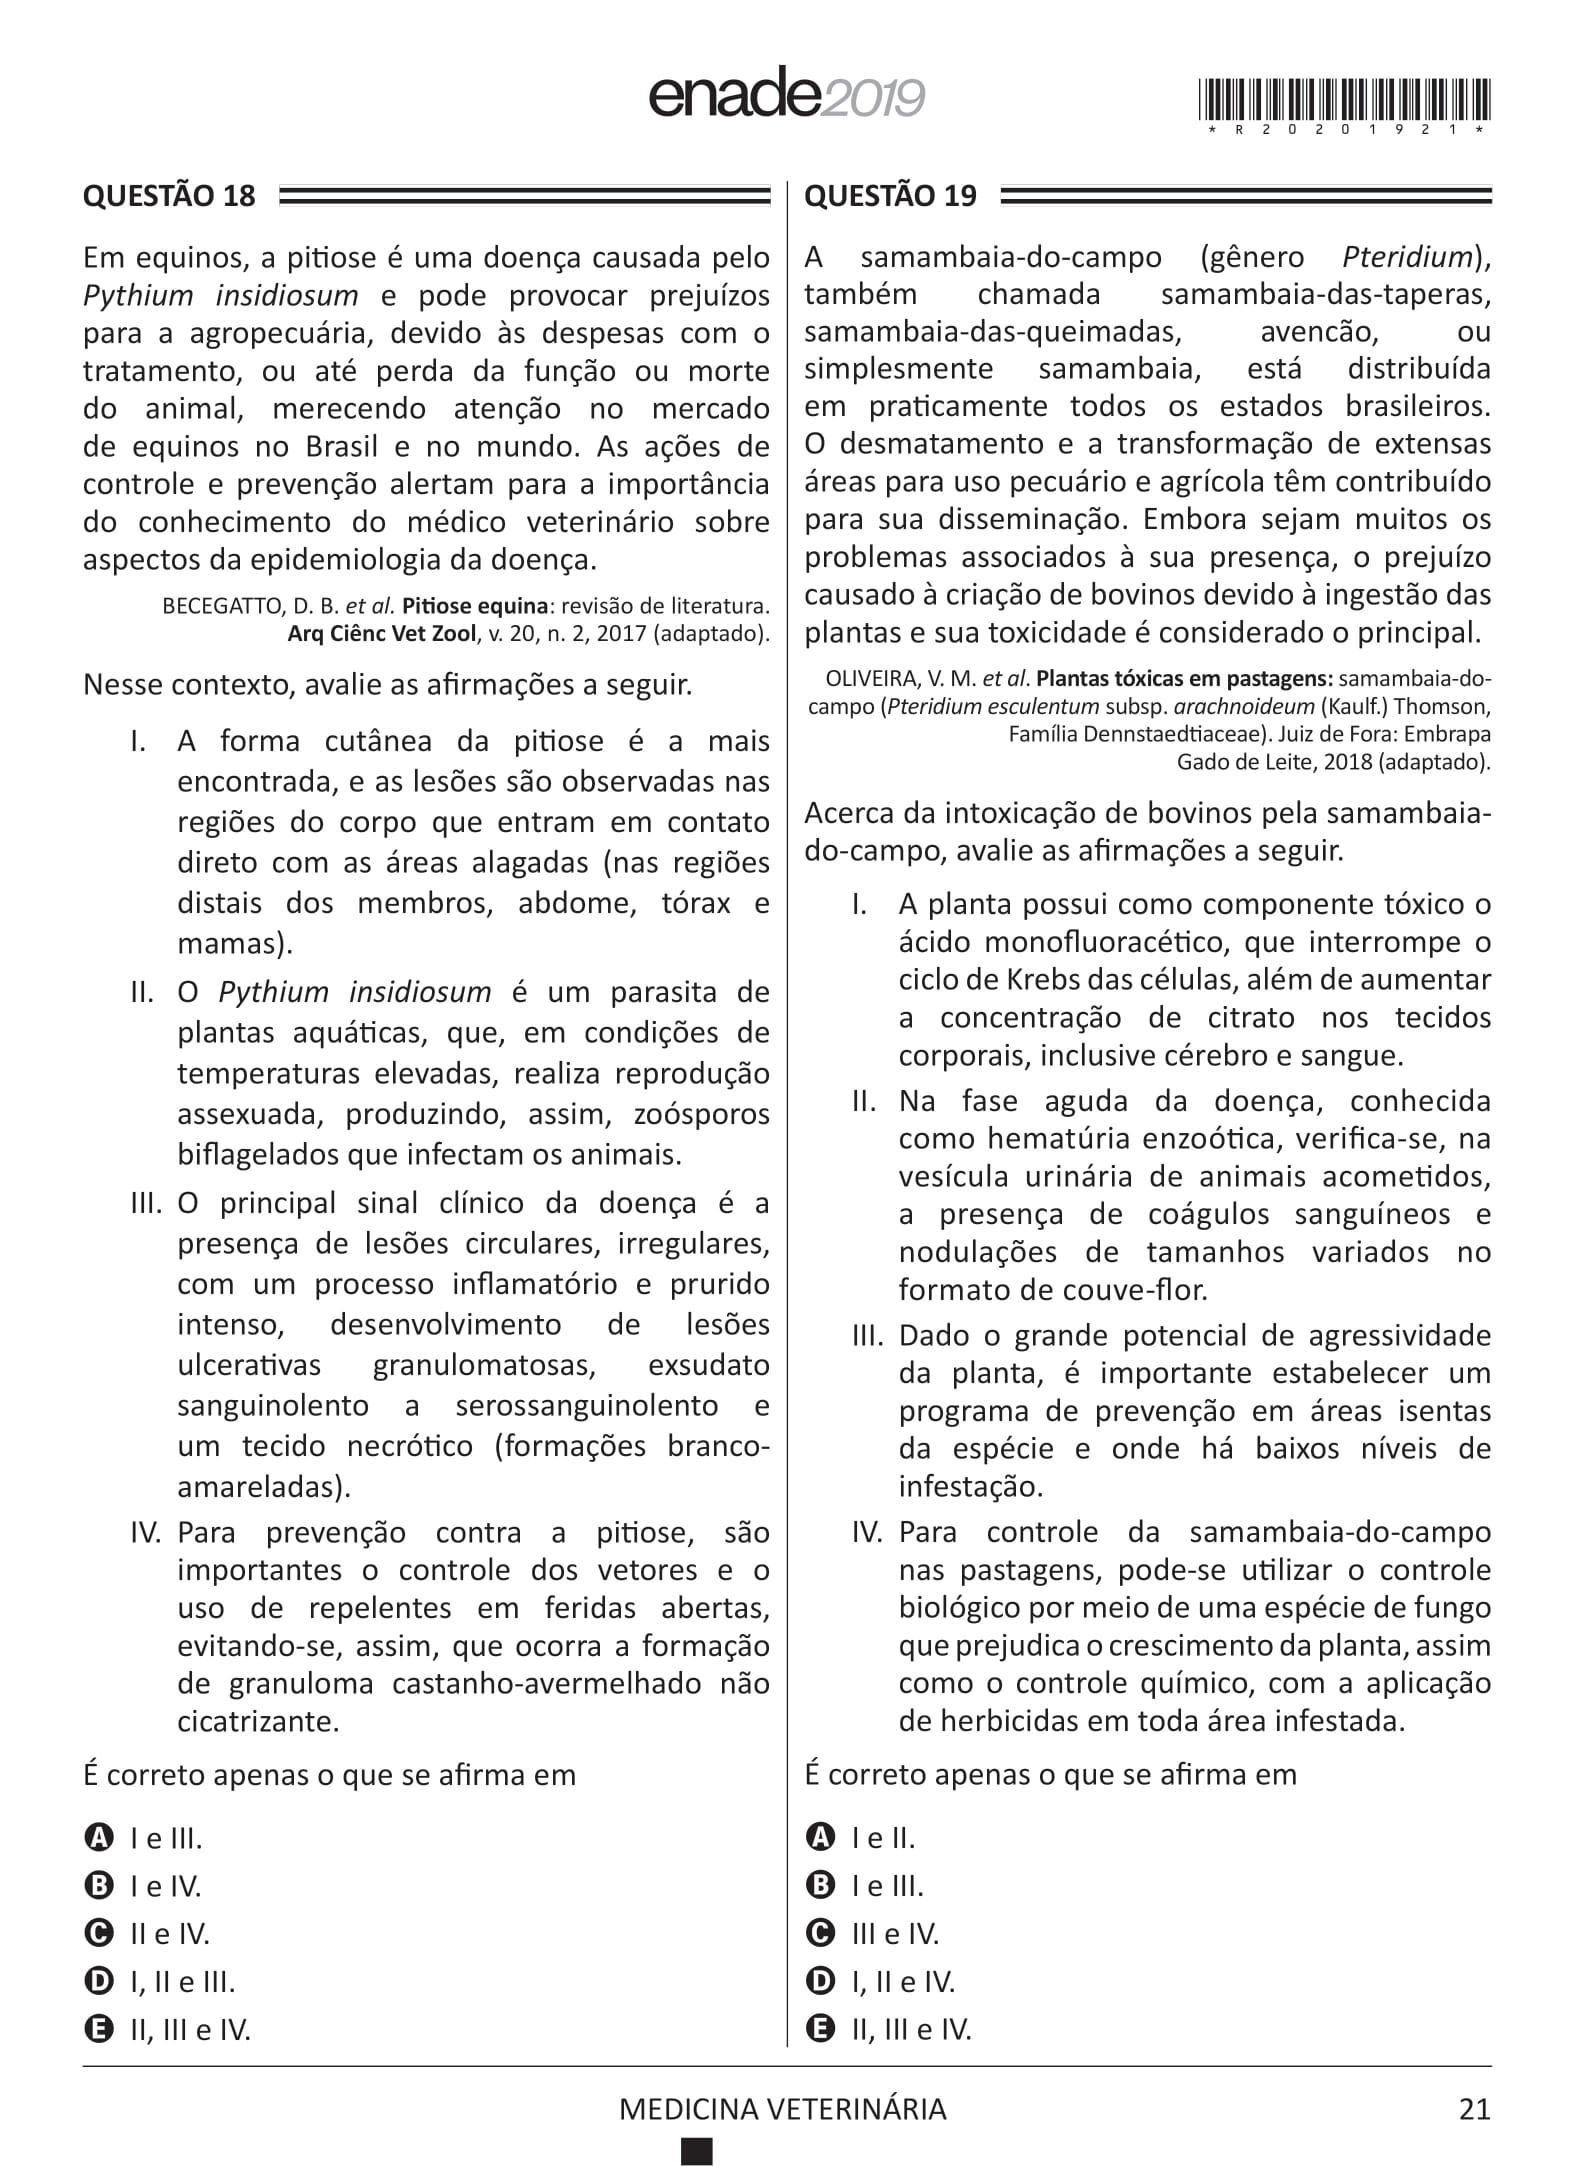 enade2019
*R20201921*
QUESTÃO 18
Em equinos, a pitiose é uma doença causada pelo
Pythium insidiosum e pode provocar prejuízos
para a agropecuária, devido às despesas com o
tratamento, ou até perda da função ou morte
do animal, merecendo atenção no mercado
de equinos no Brasil e no mundo. As ações de
controle e prevenção alertam para a importância
do conhecimento do médico veterinário sobre
aspectos da epidemiologia da doença.
BECEGATTO, D. B. et al. Pitiose equina: revisão de literatura.
Arq Ciênc Vet Zool, v. 20, n. 2, 2017 (adaptado).
Nesse contexto, avalie as afirmações a seguir.
I. A forma cutânea da pitiose é a mais
encontrada, e as lesões são observadas nas
regiões do corpo que entram em contato
direto com as áreas alagadas (nas regiões
distais dos membros, abdome, tórax e
mamas).
II. O Pythium insidiosum é um parasita de
plantas aquáticas, que, em condições de
temperaturas elevadas, realiza reprodução
assexuada, produzindo, assim, zoósporos
biflagelados que infectam os animais.
III. O principal sinal clínico da doença é a
presença de lesões circulares, irregulares,
com um processo inflamatório e prurido
intenso, desenvolvimento de lesões
ulcerativas granulomatosas, exsudato
sanguinolento a serossanguinolento e
um tecido necrótico (formações branco-
amareladas).
IV. Para prevenção contra a pitiose, são
importantes o controle dos vetores e o
uso de repelentes em feridas abertas,
evitando-se, assim, que ocorra a formação
de granuloma castanho-avermelhado não
cicatrizante.
É correto apenas o que se afirma em
A I e III.
B I e IV.
C II e IV.
D I, II e III.
E II, III e IV.
QUESTÃO 19
A samambaia-do-campo (gênero Pteridium),
também chamada samambaia-das-taperas,
samambaia-das-queimadas, avencão, ou
simplesmente samambaia, está distribuída
em praticamente todos os estados brasileiros.
O desmatamento e a transformação de extensas
áreas para uso pecuário e agrícola têm contribuído
para sua disseminação. Embora sejam muitos os
problemas associados à sua presença, o prejuízo
causado à criação de bovinos devido à ingestão das
plantas e sua toxicidade é considerado o principal.
OLIVEIRA, V. M. et al. Plantas tóxicas em pastagens: samambaia-do-
campo (Pteridium esculentum subsp. arachnoideum (Kaulf.) Thomson,
Família Dennstaedtiaceae). Juiz de Fora: Embrapa
Gado de Leite, 2018 (adaptado).
Acerca da intoxicação de bovinos pela samambaia-
do-campo, avalie as afirmações a seguir.
I. A planta possui como componente tóxico o
ácido monofluoracético, que interrompe o
ciclo de Krebs das células, além de aumentar
a concentração de citrato nos tecidos
corporais, inclusive cérebro e sangue.
II. Na fase aguda da doença, conhecida
como hematúria enzoótica, verifica-se, na
vesícula urinária de animais acometidos,
a presença de coágulos sanguíneos e
nodulações de tamanhos variados no
formato de couve-flor.
III. Dado o grande potencial de agressividade
da planta, é importante estabelecer um
programa de prevenção em áreas isentas
da espécie e onde há baixos níveis de
infestação.
IV. Para controle da samambaia-do-campo
nas pastagens, pode-se utilizar o controle
biológico por meio de uma espécie de fungo
que prejudica o crescimento da planta, assim
como o controle químico, com a aplicação
de herbicidas em toda área infestada.
É correto apenas o que se afirma em
A I e II.
B I e III.
C III e IV.
D I, II e IV.
E II, III e IV.
MEDICINA VETERINÁRIA
21